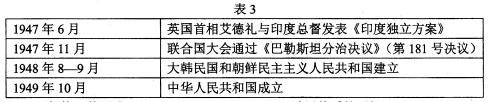 表3
1947年6月 英国首相艾德礼与印度总督发表《印度独立方案》
1947年11月 联合国大会通过《巴勒斯坦分治决议》（第181号决议）
1948年8—9月 大韩民国和朝鲜民主主义人民共和国建立
1949年10月 中华人民共和国成立